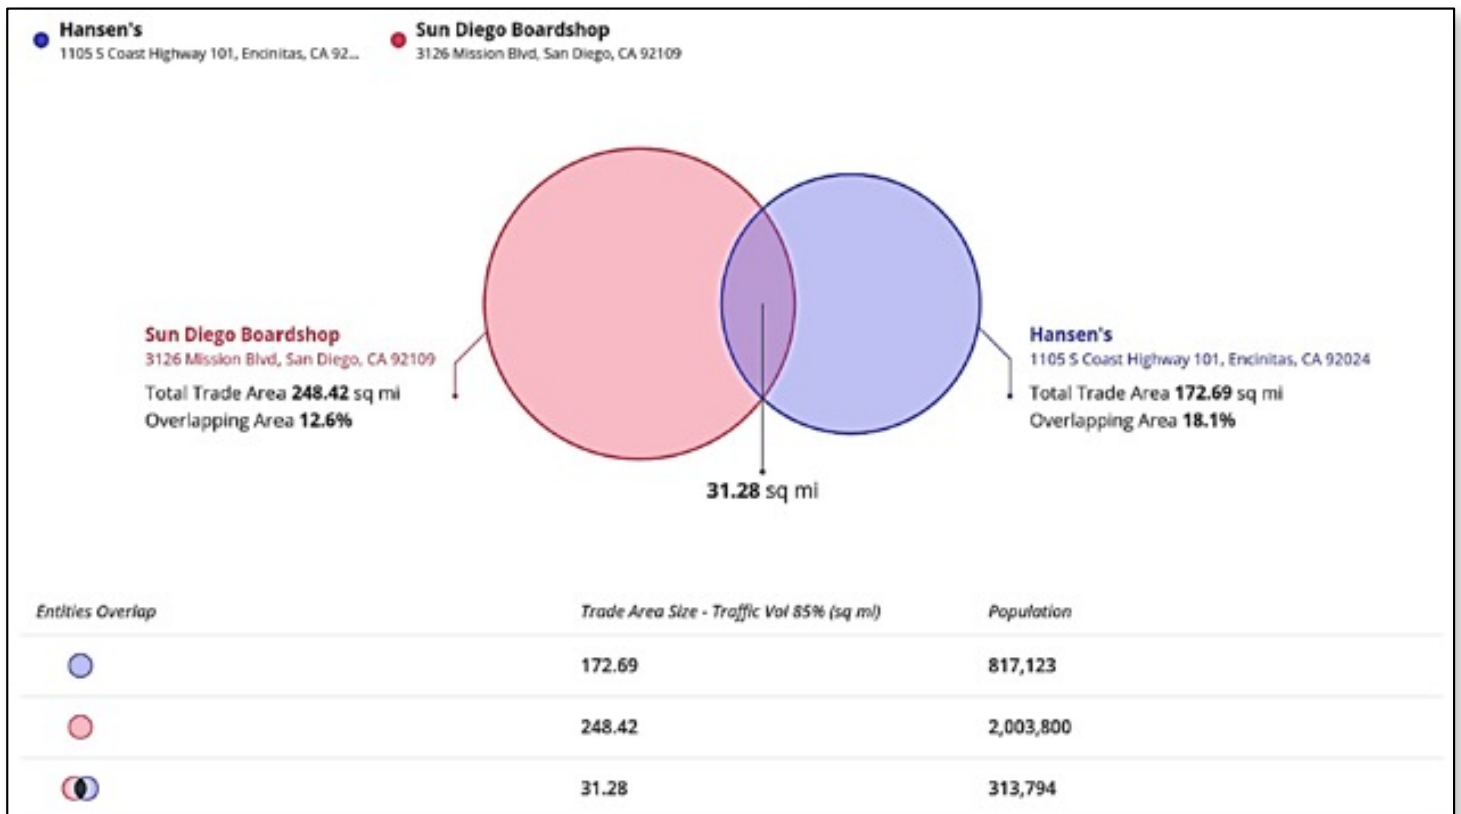 Hansen's
1105 S Coast Highway 101, Encinitas, CA 92...
Sun Diego Boardshop
3126 Mission Blvd, San Diego, CA 92109
Sun Diego Boardshop
3126 Mission Blvd, San Diego, CA 92109
Total Trade Area 248.42 sq mi
Overlapping Area 12.6%
Hansen's
1105 S Coast Highway 101, Encinitas, CA 92024
Total Trade Area 172.69 sq mi
Overlapping Area 18.1%
31.28 sq mi
Entities Overlap Trade Area Size - Traffic Vol 85% (sq mi) Population
172.69 817,123
248.42 2,003,800
31.28 313,794